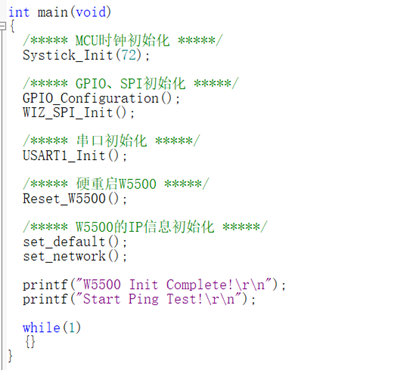 int main(void)
{
/***** MCU时钟初始化 *****/
Systick_Init(72);
/***** GPIO、SPI初始化 *****/
GPIO_Configuration();
WIZ_SPI_Init();
/***** 串口初始化 *****/
USART1_Init();
/***** 硬重启W5500 *****/
Reset_W5500();
/***** W5500的IP信息初始化 *****/
set_default();
set_network();
printf("W5500 Init Complete!\r\n");
printf("Start Ping Test!\r\n");
while(1)
{}
}